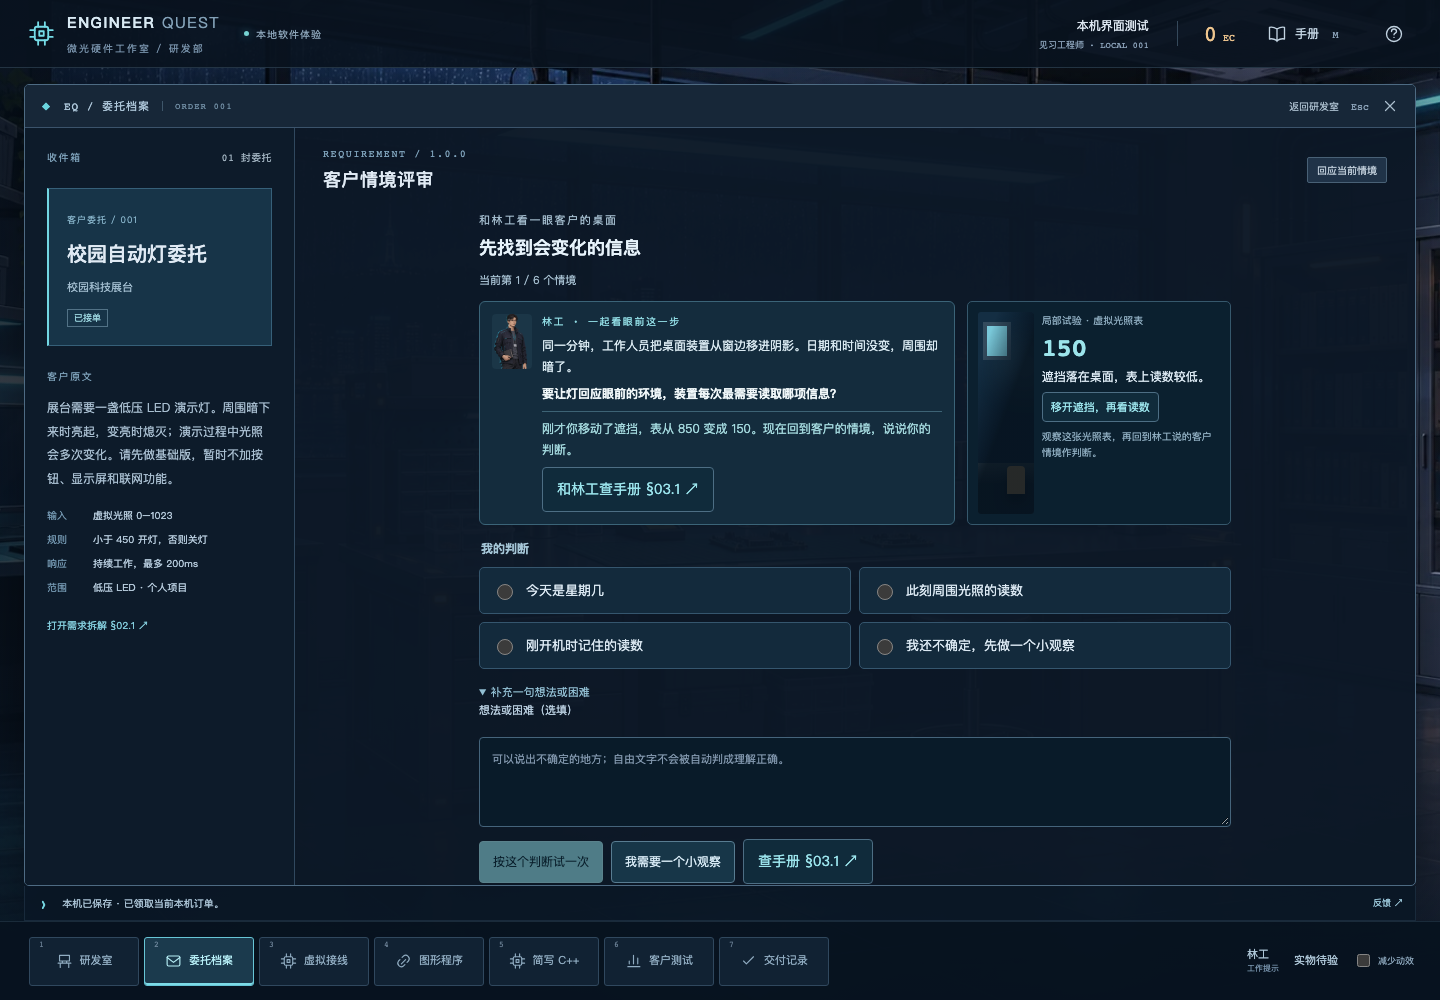 ENGINEER QUEST
微光硬件工作室 / 研发部
本地软件体验
本机界面测试
见习工程师 · LOCAL 001
0 EC
手册 M
EQ / 委托档案
ORDER 001
返回研发室 Esc
收件箱
01 封委托
客户委托 / 001
校园自动灯委托
校园科技展台
已接单
客户原文
展台需要一盏低压 LED 演示灯。周围暗下
来时亮起，变亮时熄灭；演示过程中光照
会多次变化。请先做基础版，暂时不加按
钮、显示屏和联网功能。
输入 虚拟光照 0—1023
规则 小于 450 开灯，否则关灯
响应 持续工作，最多 200ms
范围 低压 LED · 个人项目
打开需求拆解 §02.1 ↗
REQUIREMENT / 1.0.0
客户情境评审
回应当前情境
和林工看一眼客户的桌面
先找到会变化的信息
当前第 1 / 6 个情境
林工 · 一起看眼前这一步
同一分钟，工作人员把桌面装置从窗边移进阴影。日期和时间没变，周围却
暗了。
要让灯回应眼前的环境，装置每次最需要读取哪项信息？
刚才你移动了遮挡，表从 850 变成 150。现在回到客户的情境，说说你的
判断。
和林工查手册 §03.1 ↗
局部试验 · 虚拟光照表
150
遮挡落在桌面，表上读数较低。
移开遮挡，再看读数
观察这张光照表，再回到林工说的客户
情境作判断。
我的判断
今天是星期几
此刻周围光照的读数
刚开机时记住的读数
我还不确定，先做一个小观察
▼ 补充一句想法或困难
想法或困难（选填）
可以说出不确定的地方；自由文字不会被自动判成理解正确。
按这个判断试一次
我需要一个小观察
查手册 §03.1 ↗
本机已保存 · 已领取当前本机订单。
反馈 ↗
1 研发室
2 委托档案
3 虚拟接线
4 图形程序
5 简写 C++
6 客户测试
7 交付记录
林工
工作提示
实物待验
减少动效